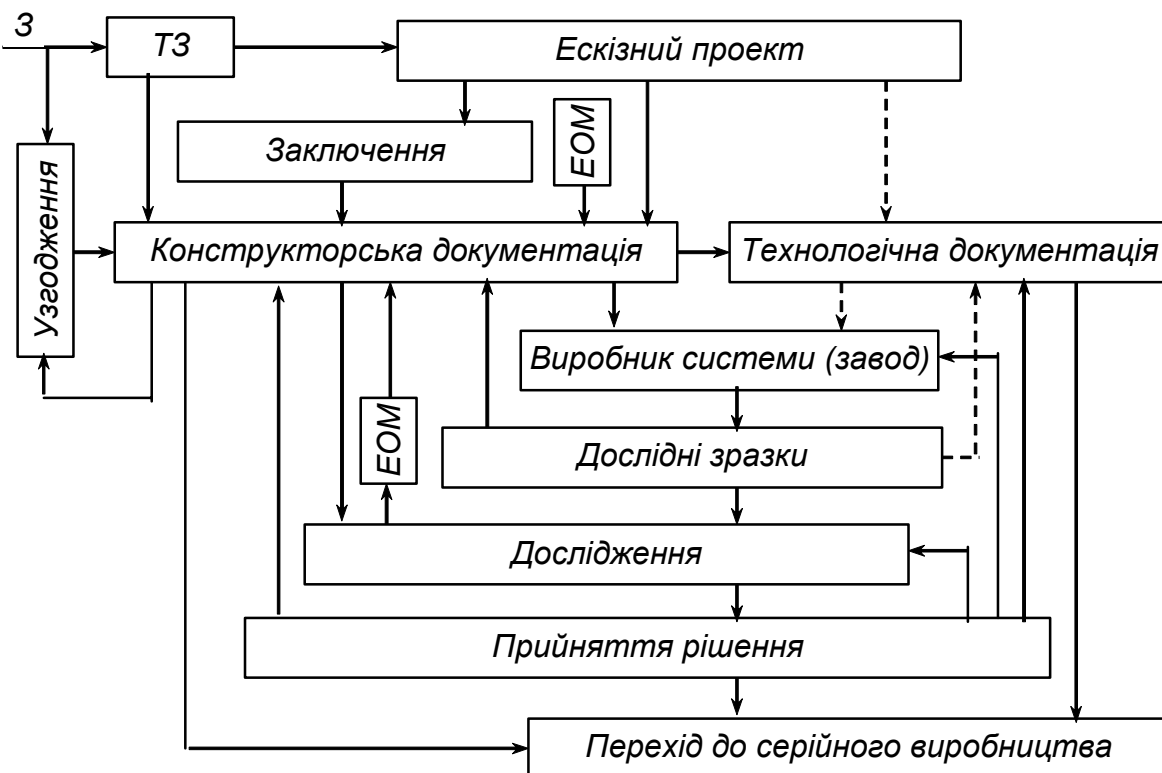 З
ТЗ
Ескізний проект
Заключення
ЕОМ
Узгодження
Конструкторська документація
Технологічна документація
Виробник системи (завод)
ЕОМ
Дослідні зразки
Дослідження
Прийняття рішення
Перехід до серійного виробництва